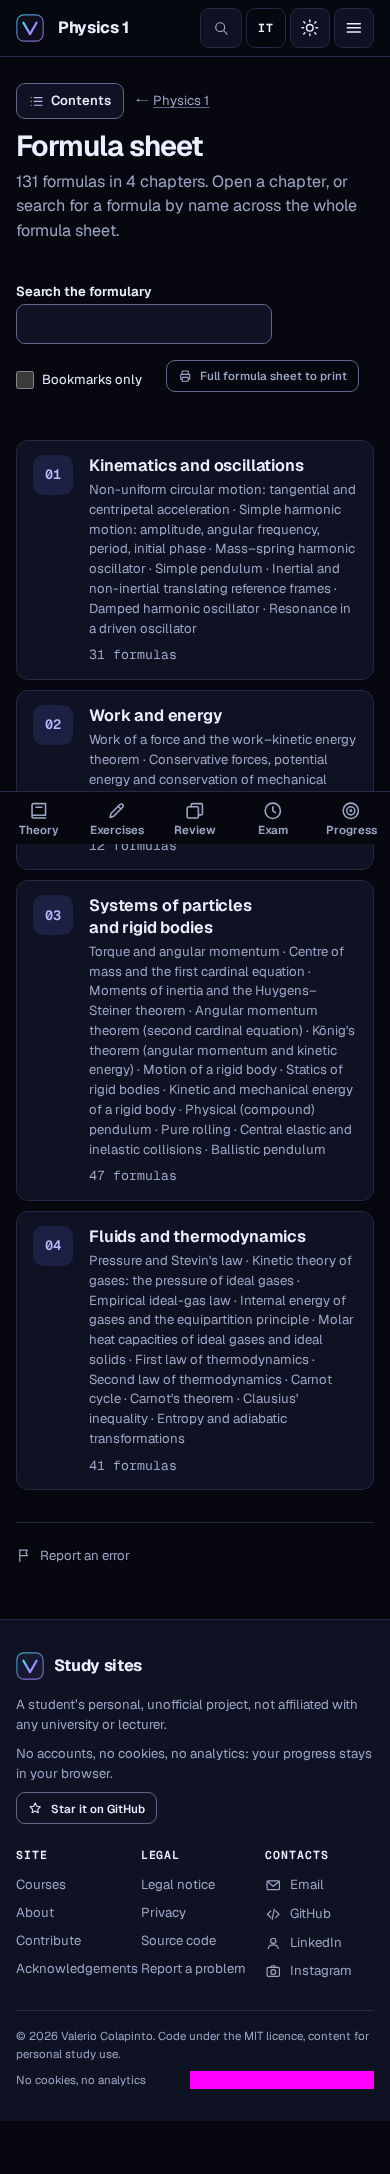 Physics 1
IT
Contents
← Physics 1
Formula sheet
131 formulas in 4 chapters. Open a chapter, or
search for a formula by name across the whole
formula sheet.
Search the formulary
Bookmarks only
Full formula sheet to print
01
Kinematics and oscillations
Non-uniform circular motion: tangential and
centripetal acceleration · Simple harmonic
motion: amplitude, angular frequency,
period, initial phase · Mass–spring harmonic
oscillator · Simple pendulum · Inertial and
non-inertial translating reference frames ·
Damped harmonic oscillator · Resonance in
a driven oscillator
31 formulas
02
Work and energy
Work of a force and the work–kinetic energy
theorem · Conservative forces, potential
energy and conservation of mechanical
Theory
Exercises
Review
Exam
Progress
12 formulas
03
Systems of particles
and rigid bodies
Torque and angular momentum · Centre of
mass and the first cardinal equation ·
Moments of inertia and the Huygens–
Steiner theorem · Angular momentum
theorem (second cardinal equation) · König's
theorem (angular momentum and kinetic
energy) · Motion of a rigid body · Statics of
rigid bodies · Kinetic and mechanical energy
of a rigid body · Physical (compound)
pendulum · Pure rolling · Central elastic and
inelastic collisions · Ballistic pendulum
47 formulas
04
Fluids and thermodynamics
Pressure and Stevin's law · Kinetic theory of
gases: the pressure of ideal gases ·
Empirical ideal-gas law · Internal energy of
gases and the equipartition principle · Molar
heat capacities of ideal gases and ideal
solids · First law of thermodynamics ·
Second law of thermodynamics · Carnot
cycle · Carnot's theorem · Clausius'
inequality · Entropy and adiabatic
transformations
41 formulas
Report an error
Study sites
A student's personal, unofficial project, not affiliated with
any university or lecturer.
No accounts, no cookies, no analytics: your progress stays
in your browser.
Star it on GitHub
SITE
Courses
About
Contribute
Acknowledgements
LEGAL
Legal notice
Privacy
Source code
Report a problem
CONTACTS
Email
GitHub
LinkedIn
Instagram
© 2026 Valerio Colapinto. Code under the MIT licence, content for
personal study use.
No cookies, no analytics